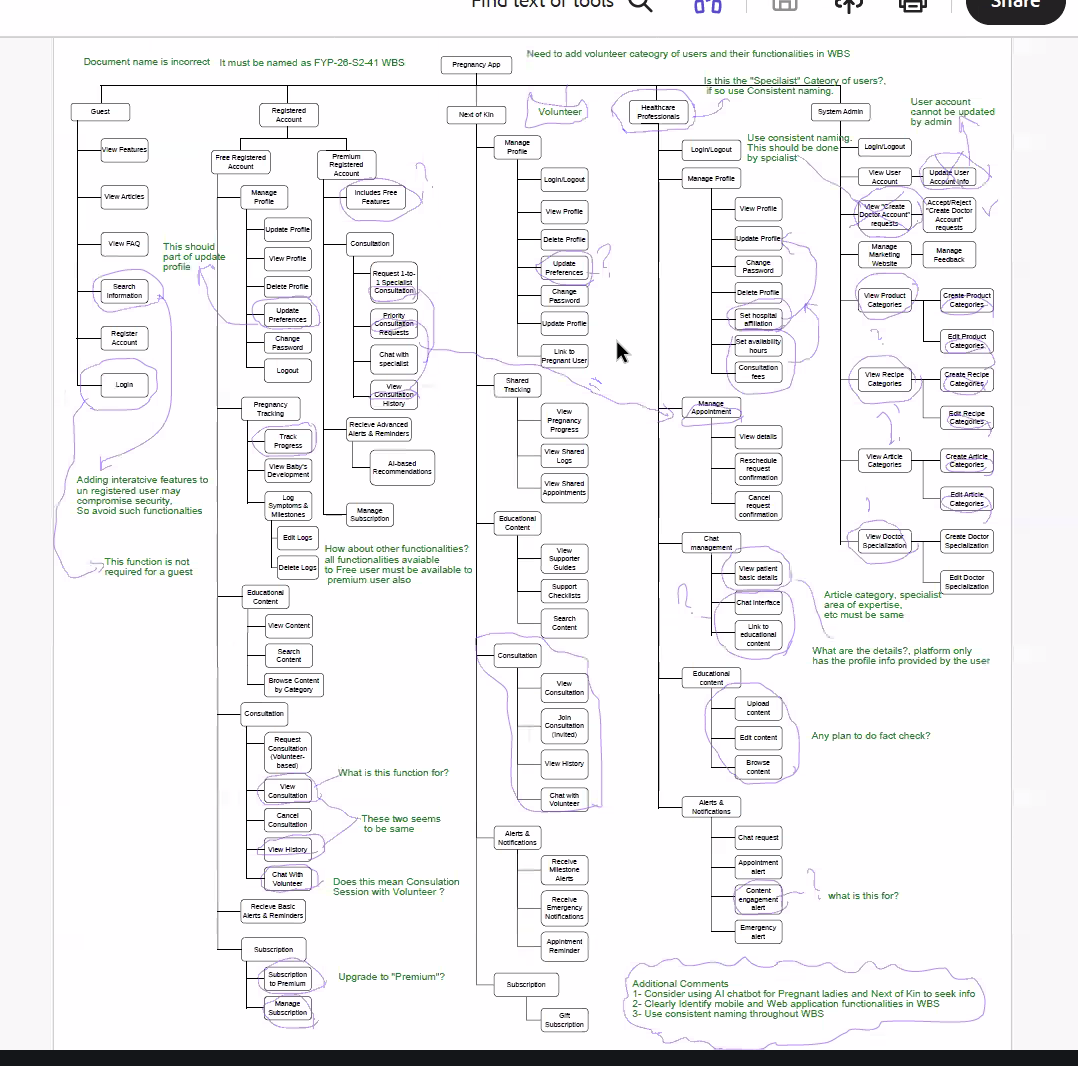 Find text or tools
Share
Document name is incorrect
It must be named as FYP-26-S2-41 WBS
Need to add volunteer cateogry of users and their functionalities in WBS
Pregnancy App
Guest
View Features
View Articles
View FAQ
Search
Information
Register
Account
Login
Adding interatcive features to
un registered user may
compromise security,
So avoid such functionalties
This function is not
required for a guest
Registered
Account
Free Registered
Account
Manage
Profile
Update Profile
View Profile
Delete Profile
Update
Preferences
Change
Password
Logout
This should
part of update
profile
Pregnancy
Tracking
Track
Progress
View Baby's
Development
Log
Symptoms &
Milestones
Edit Logs
Delete Logs
Educational
Content
View Content
Search
Content
Browse Content
by Category
Consultation
Request
Consultation
(Volunteer-
based)
View
Consultation
Cancel
Consultation
View History
Chat With
Volunteer
What is this function for?
These two seems
to be same
Does this mean Consulation
Session with Volunteer ?
Recieve Basic
Alerts & Reminders
Subscription
Subscription
to Premium
Manage
Subscription
Upgrade to "Premium"?
Premium
Registered
Account
Includes Free
Features
?
Consultation
Request 1-to-
1 Specialist
Consultation
Priority
Consultation
Requests
Chat with
specialist
View
Consultation
History
Recieve Advanced
Alerts & Reminders
AI-based
Recommendations
Manage
Subscription
How about other functionalities?
all functionalities avaiable
to Free user must be available to
premium user also
Next of Kin
Manage
Profile
Login/Logout
View Profile
Delete Profile
Update
Preferences
?
Change
Password
Update Profile
Link to
Pregnant User
Shared
Tracking
View
Pregnancy
Progress
View Shared
Logs
View Shared
Appointments
Educational
Content
View
Supporter
Guides
Support
Checklists
Search
Content
Consultation
View
Consultation
Join
Consultation
(Invited)
View History
Chat with
Volunteer
Alerts &
Notifications
Receive
Milestone
Alerts
Receive
Emergency
Notifications
Appintment
Reminder
Subscription
Gift
Subscription
Volunteer
Healthcare
Professionals
Is this the "Specilaist" Cateory of users?,
if so use Consistent naming.
Login/Logout
Manage Profile
View Profile
Update Profile
Change
Password
Delete Profile
Set hospital
affiliation
Set availability
hours
Consultation
fees
Manage
Appointment
View details
Reschedule
request
confirmation
Cancel
request
confirmation
Chat
management
View patient
basic details
Chat interface
Link to
educational
content
?
Educational
content
Upload
content
Edit content
Browse
content
Any plan to do fact check?
Alerts &
Notifications
Chat request
Appointment
alert
Content
engagement
alert
?
what is this for?
Emergency
alert
System Admin
User account
cannot be updated
by admin
Use consistent naming.
This should be done
by spcialist
Login/Logout
View User
Account
Update User
Account info
View "Create
Doctor Account"
requests
Accept/Reject
"Create Doctor
Account"
requests
Manage
Marketing
Website
Manage
Feedback
View Product
Categories
Create Product
Categories
Edit Product
Categories
?
View Recipe
Categories
Create Recipe
Categories
Edit Recipe
Categories
?
View Article
Categories
Create Article
Categories
Edit Article
Categories
?
View Doctor
Specialization
Create Doctor
Specialization
Edit Doctor
Specialization
Article category, specialist
area of expertise,
etc must be same
What are the details?, platform only
has the profile info provided by the user
Additional Comments
1- Consider using AI chatbot for Pregnant ladies and Next of Kin to seek info
2- Clearly Identify mobile and Web application functionalities in WBS
3- Use consistent naming throughout WBS